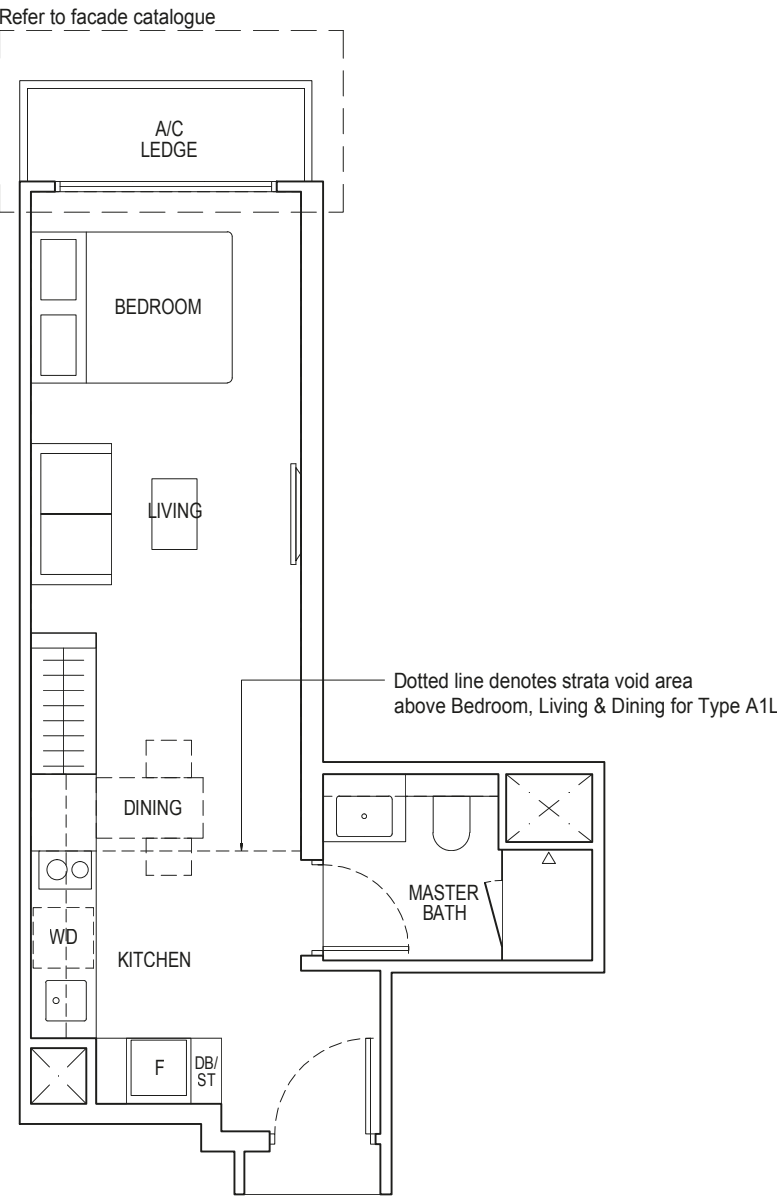 Refer to facade catalogue
A/C
LEDGE
BEDROOM
LIVING
Dotted line denotes strata void area
above Bedroom, Living & Dining for Type A1L
DINING
MASTER
BATH
WD
KITCHEN
F
DB/
ST